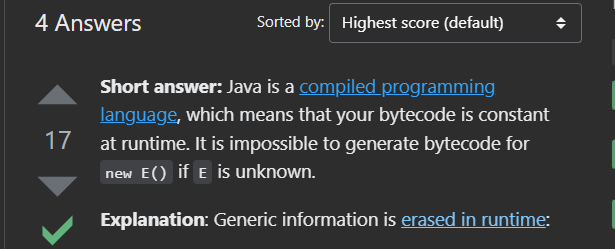 4 Answers
Sorted by: Highest score (default)
Short answer: Java is a compiled programming
language, which means that your bytecode is constant
17
at runtime. It is impossible to generate bytecode for
new E() if E is unknown.
Explanation: Generic information is erased in runtime: